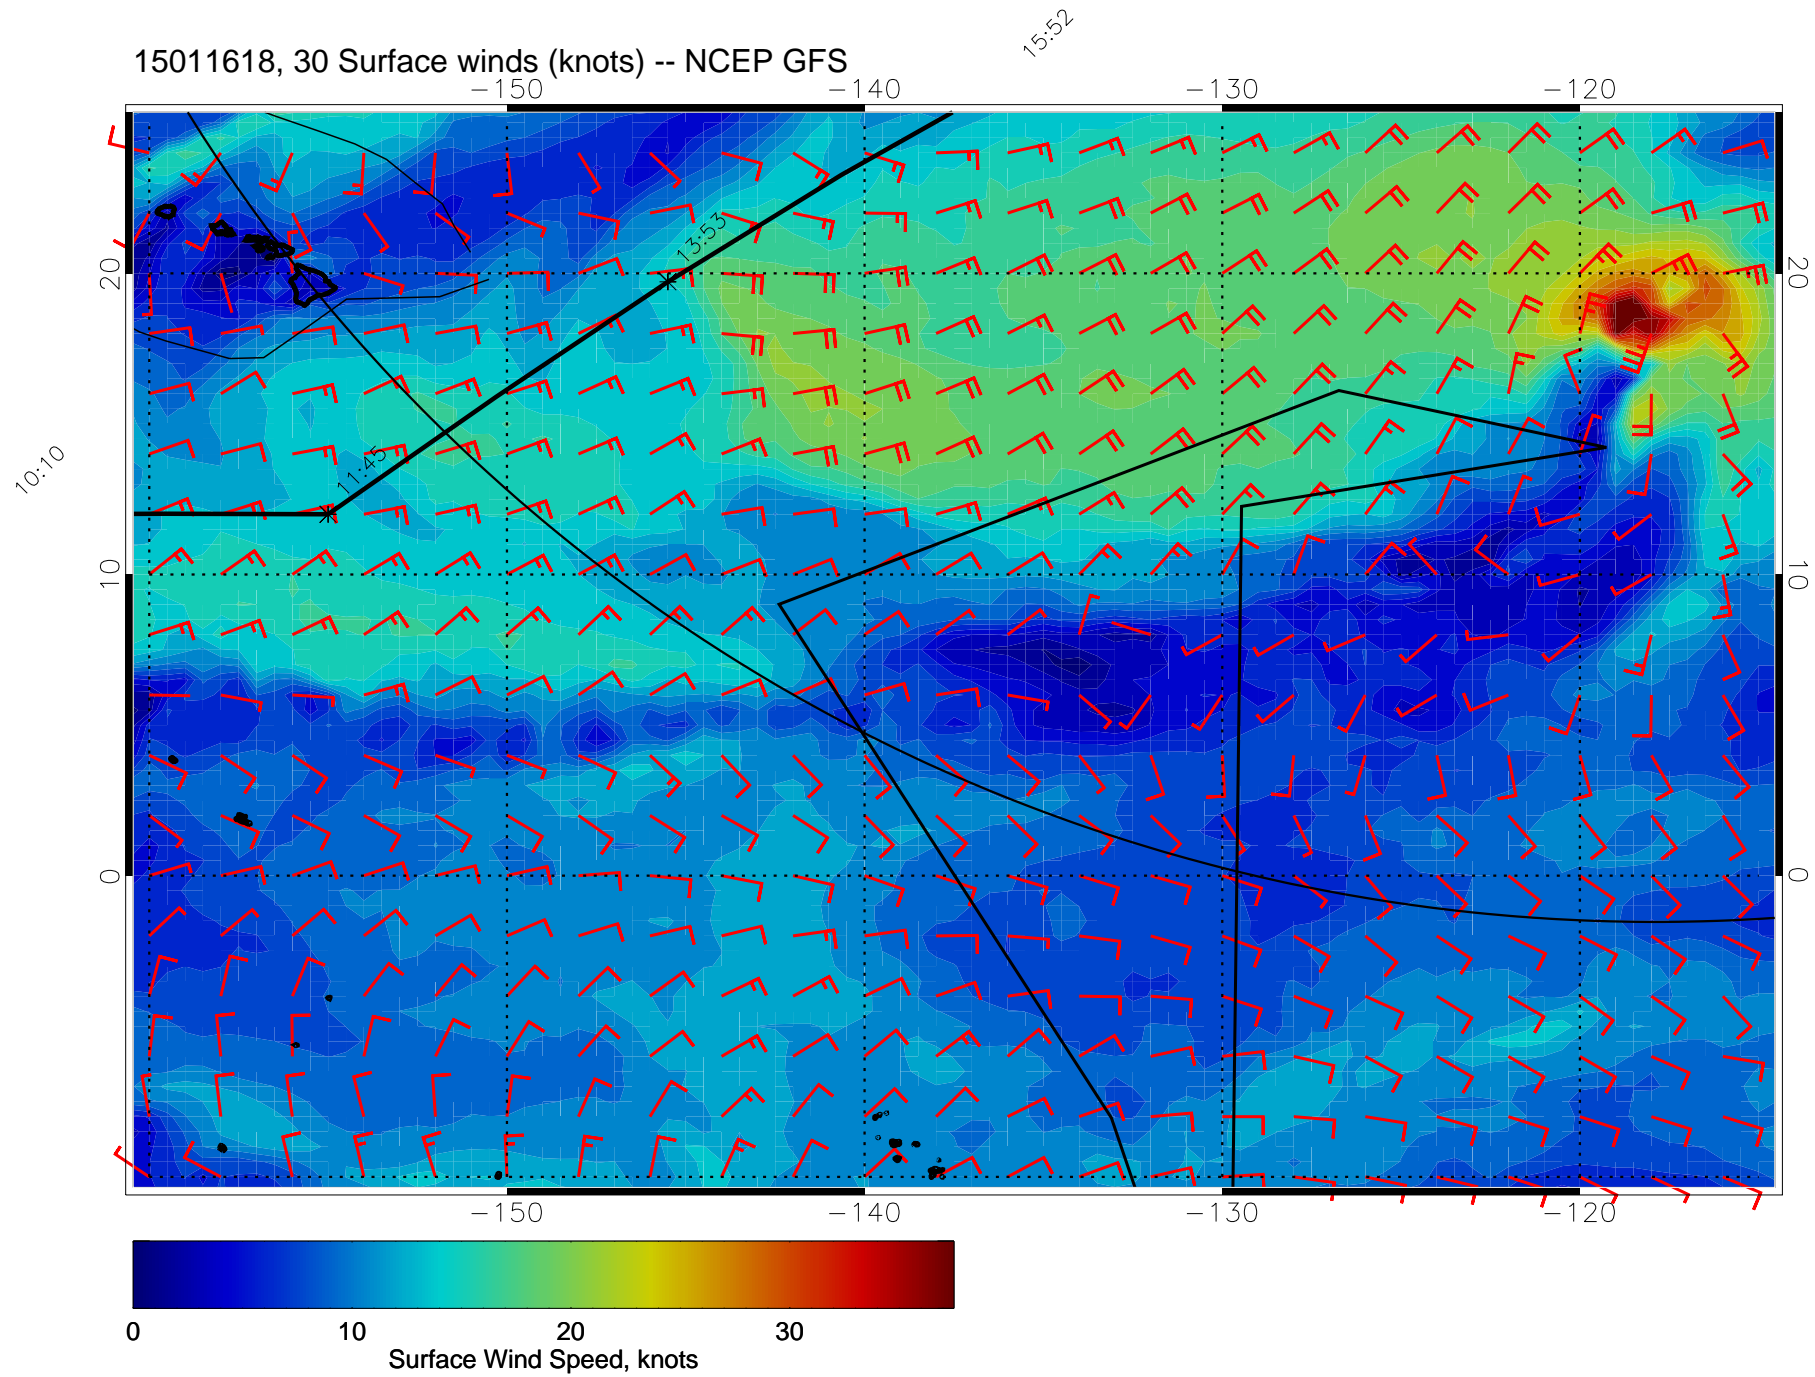 15:52
15011618, 30 Surface winds (knots) -- NCEP GFS
-150 -140 -130 -120
13:53
20 20
11:45
10:10
10 10
0 0
-150 -140 -130 -120
0 10 20 30
Surface Wind Speed, knots